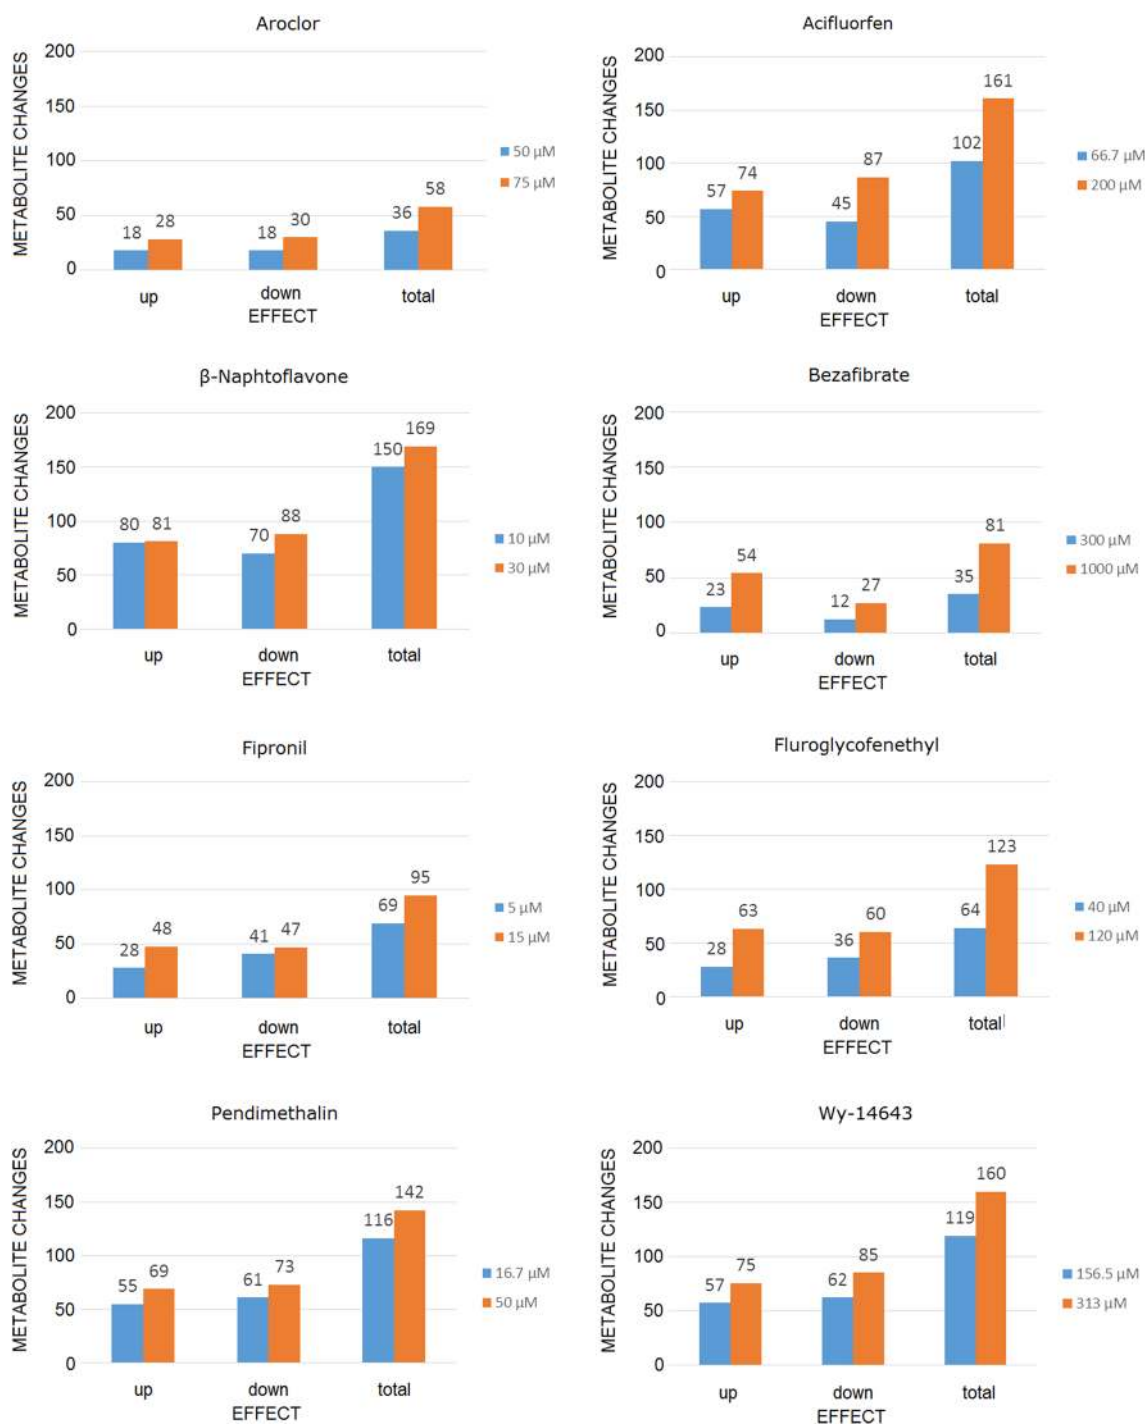 Aroclor
METABOLITE CHANGES
200
150
100
50
0
18 28
18 30
36 58
up down total
EFFECT
50 µM
75 µM
Acifluorfen
METABOLITE CHANGES
200
150
100
50
0
57 74
45 87
102 161
up down total
EFFECT
66.7 µM
200 µM
β-Naphtoflavone
METABOLITE CHANGES
200
150
100
50
0
80 81
70 88
150 169
up down total
EFFECT
10 µM
30 µM
Bezafibrate
METABOLITE CHANGES
200
150
100
50
0
23 54
12 27
35 81
up down total
EFFECT
300 µM
1000 µM
Fipronil
METABOLITE CHANGES
200
150
100
50
0
28 48
41 47
69 95
up down total
EFFECT
5 µM
15 µM
Fluroglycofenethyl
METABOLITE CHANGES
200
150
100
50
0
28 63
36 60
64 123
up down total
EFFECT
40 µM
120 µM
Pendimethalin
METABOLITE CHANGES
200
150
100
50
0
55 69
61 73
116 142
up down total
EFFECT
16.7 µM
50 µM
Wy-14643
METABOLITE CHANGES
200
150
100
50
0
57 75
62 85
119 160
up down total
EFFECT
156.5 µM
313 µM